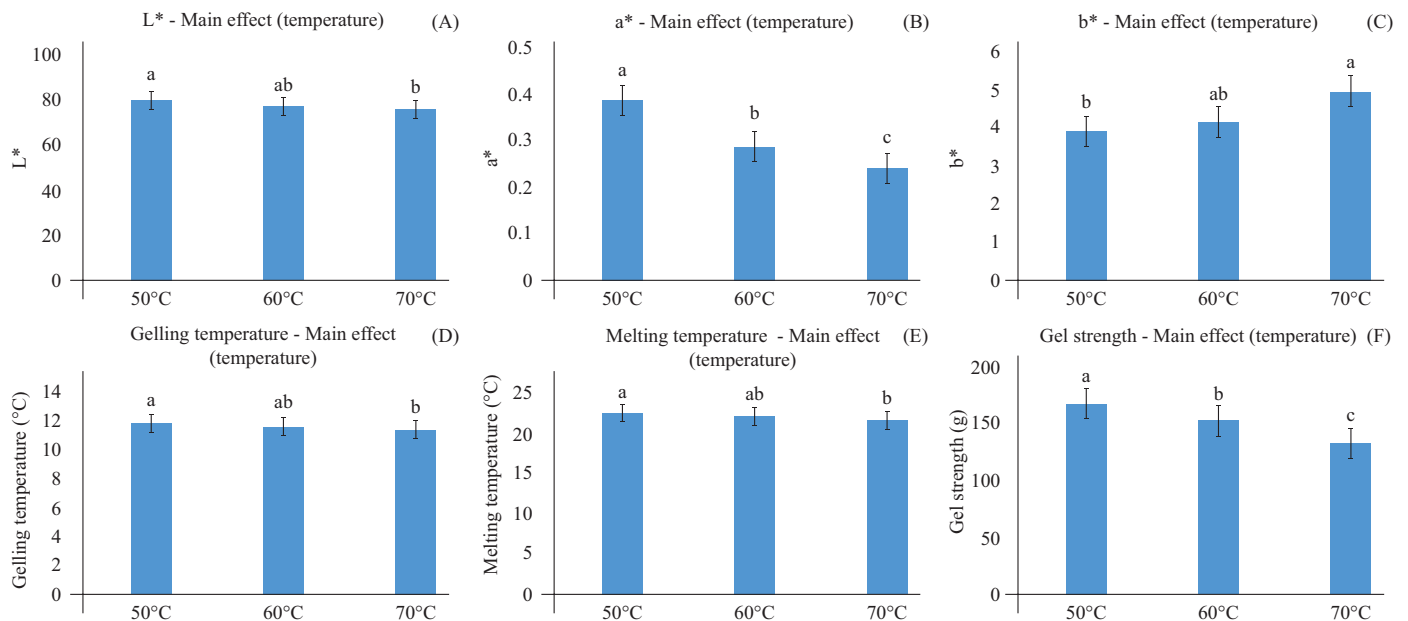 L* - Main effect (temperature) (A)
100
80
60
40
20
0
L*
a
ab
b
50°C 60°C 70°C
a* - Main effect (temperature) (B)
0.5
0.4
0.3
0.2
0.1
0
a*
a
b
c
50°C 60°C 70°C
b* - Main effect (temperature) (C)
6
5
4
3
2
1
0
b*
b
ab
a
50°C 60°C 70°C
Gelling temperature - Main effect (D)
(temperature)
14
12
10
8
6
4
2
0
Gelling temperature (°C)
a
ab
b
50°C 60°C 70°C
Melting temperature - Main effect (E)
(temperature)
25
20
15
10
5
0
Melting temperature (°C)
a
ab
b
50°C 60°C 70°C
Gel strength - Main effect (temperature) (F)
200
150
100
50
0
Gel strength (g)
a
b
c
50°C 60°C 70°C